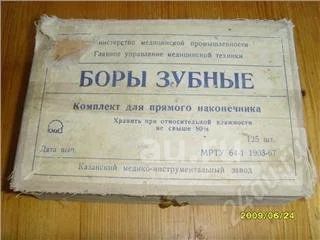 нистерство медицинской промышленности
Главное управление медицинской техники
БОРЫ ЗУБНЫЕ
Комплект для прямого наконечника
Хранить при относительной влажности
не свыше 80%
125 шт.
Дата вып.
МРТУ 64-1 1903-67
Казанский медико-инструментальный завод
2009/06/24